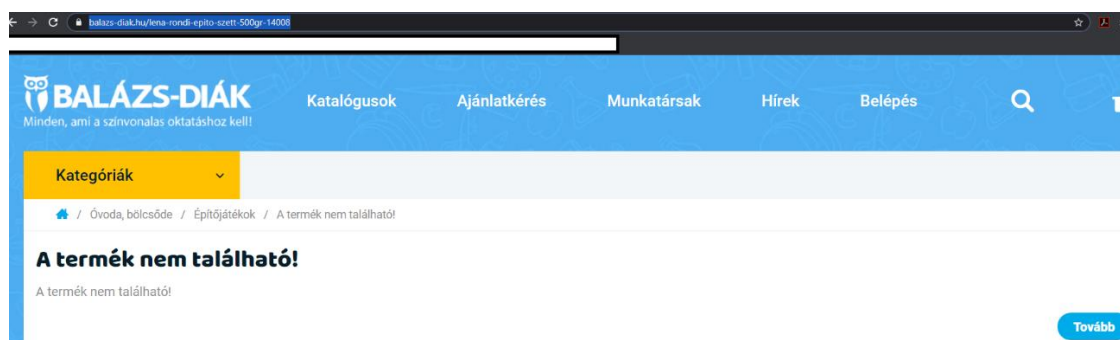 balazs-diak.hu/lena-rondi-epito-szett-500gr-14008
BALÁZS-DIÁK
Minden, ami a színvonalas oktatáshoz kell!
Katalógusok Ajánlatkérés Munkatársak Hírek Belépés
Kategóriák
/ Óvoda, bölcsőde / Építőjátékok / A termék nem található!
A termék nem található!
A termék nem található!
Tovább